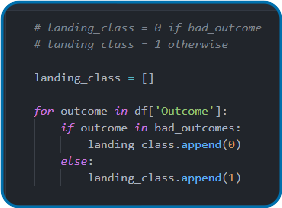 # Landing_class = 0 if bad_outcome
# landing_class = 1 otherwise
landing_class = []
for outcome in df['Outcome']:
if outcome in bad_outcomes:
landing_class.append(0)
else:
landing_class.append(1)